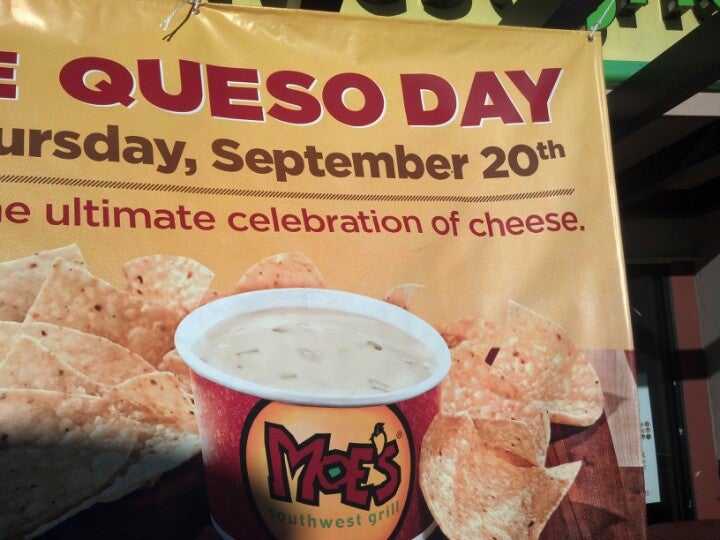 E QUESO DAY
ursday, September 20th
e ultimate celebration of cheese.
MOE'S®
southwest grill